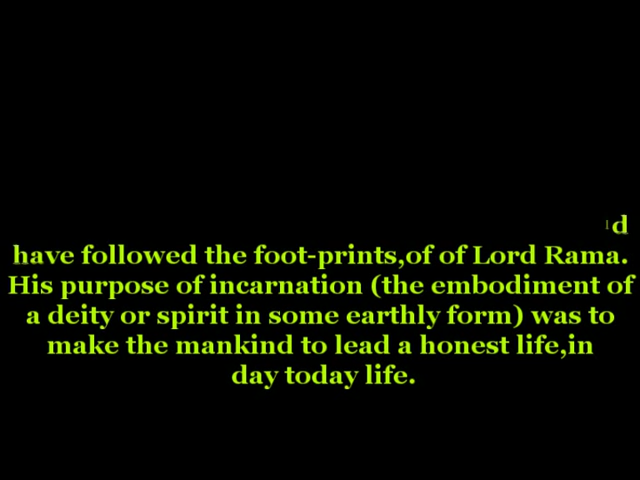 have followed the foot-prints,of of Lord Rama.
His purpose of incarnation (the embodiment of
a deity or spirit in some earthly form) was to
make the mankind to lead a honest life,in
day today life.